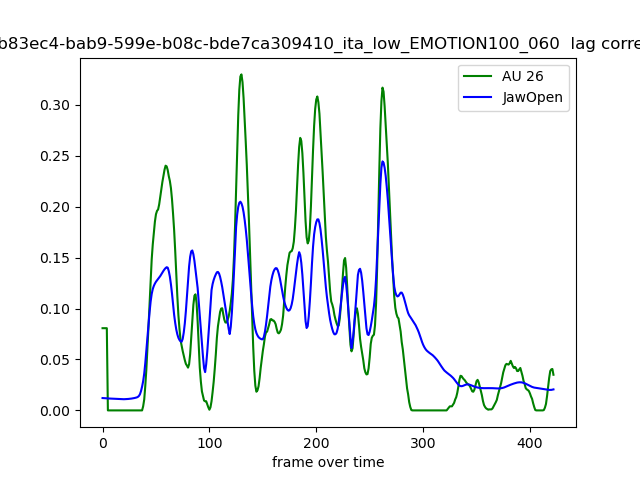 b83ec4-bab9-599e-b08c-bde7ca309410_ita_low_EMOTION100_060 lag corre
AU 26
JawOpen
0.30
0.25
0.20
0.15
0.10
0.05
0.00
0 100 200 300 400
frame over time